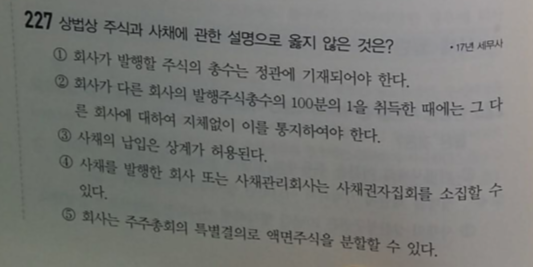 227 상법상 주식과 사채에 관한 설명으로 옳지 않은 것은?
• 17년 세무사
① 회사가 발행할 주식의 총수는 정관에 기재되어야 한다.
② 회사가 다른 회사의 발행주식총수의 100분의 1을 취득한 때에는 그 다
른 회사에 대하여 지체없이 이를 통지하여야 한다.
③ 사채의 납입은 상계가 허용된다.
④ 사채를 발행한 회사 또는 사채관리회사는 사채권자집회를 소집할 수
있다.
⑤ 회사는 주주총회의 특별결의로 액면주식을 분할할 수 있다.